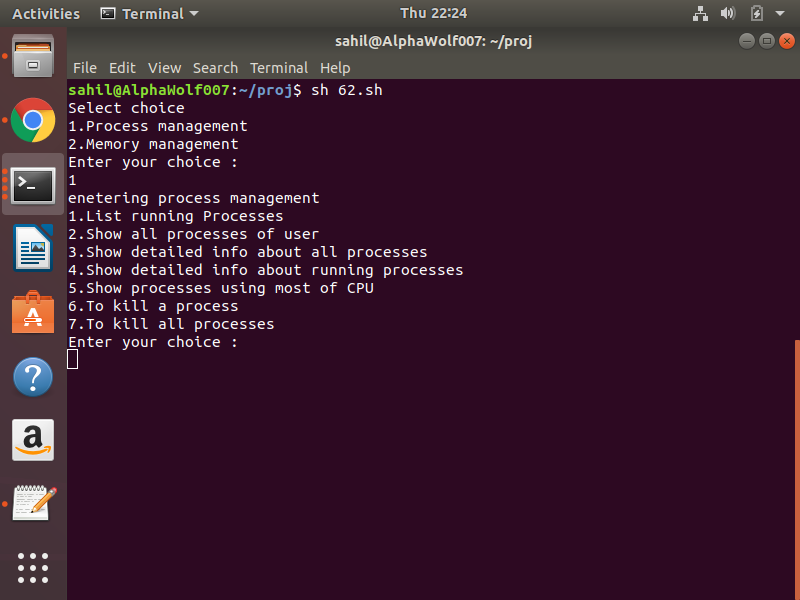 Activities Terminal Thu 22:24
sahil@AlphaWolf007: ~/proj
File Edit View Search Terminal Help
sahil@AlphaWolf007:~/proj$ sh 62.sh
Select choice
1.Process management
2.Memory management
Enter your choice :
1
enetering process management
1.List running Processes
2.Show all processes of user
3.Show detailed info about all processes
4.Show detailed info about running processes
5.Show processes using most of CPU
6.To kill a process
7.To kill all processes
Enter your choice :